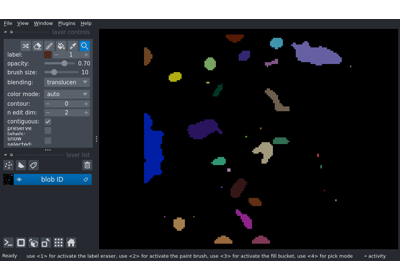 File View Window Plugins Help
layer controls
label: 1
opacity: 0.70
brush size: 10
blending: translucen
color mode: auto
contour: 0
n edit dim: 2
contiguous:
preserve labels:
show selected:
layer list
blob ID
Ready use <1> for activate the label eraser, use <2> for activate the paint brush, use <3> for activate the fill bucket, use <4> for pick mode activity